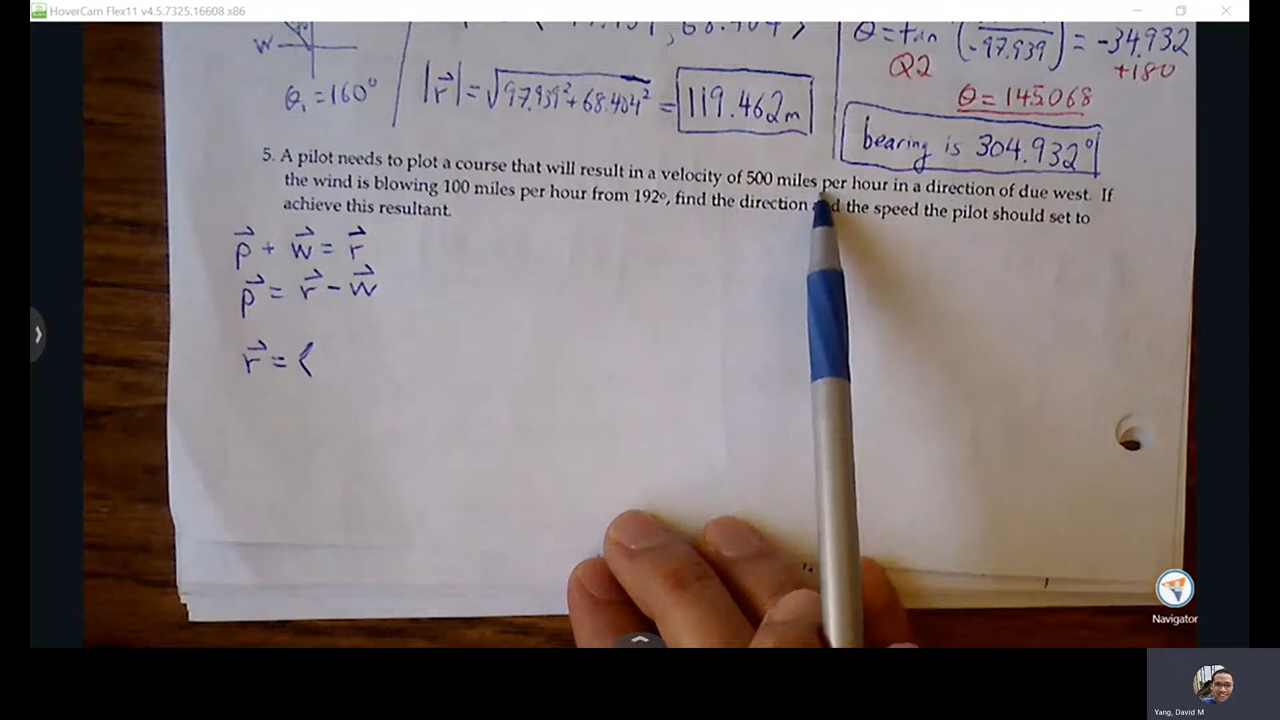 HoverCam Flex11 v4.5.7325.16608 x86
W
θ₁ = 160°
, 68.404 >
|r⃗| = √97.939² + 68.404² = 119.462m
θ = tan ( / -97.939 ) = -34.932
Q2 +180
θ = 145.068
bearing is 304.932°
5. A pilot needs to plot a course that will result in a velocity of 500 miles per hour in a direction of due west. If
the wind is blowing 100 miles per hour from 192°, find the direction and the speed the pilot should set to
achieve this resultant.
p⃗ + w⃗ = r⃗
p⃗ = r⃗ - w⃗
r⃗ = <
Navigator
Yang, David M